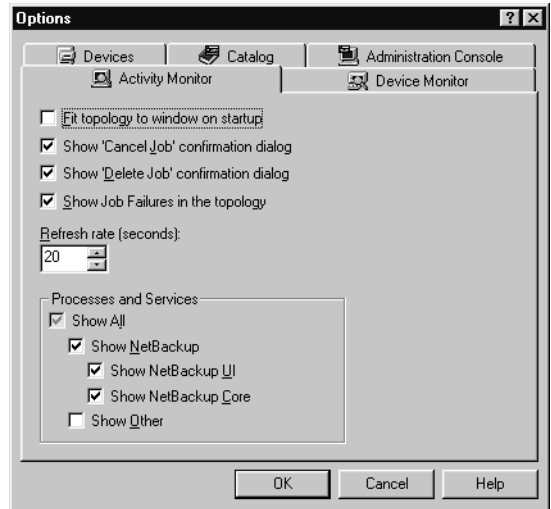 Options
Devices
Catalog
Administration Console
Activity Monitor
Device Monitor
Fit topology to window on startup
Show 'Cancel Job' confirmation dialog
Show 'Delete Job' confirmation dialog
Show Job Failures in the topology
Refresh rate (seconds):
20
Processes and Services
Show All
Show NetBackup
Show NetBackup UI
Show NetBackup Core
Show Other
OK
Cancel
Help